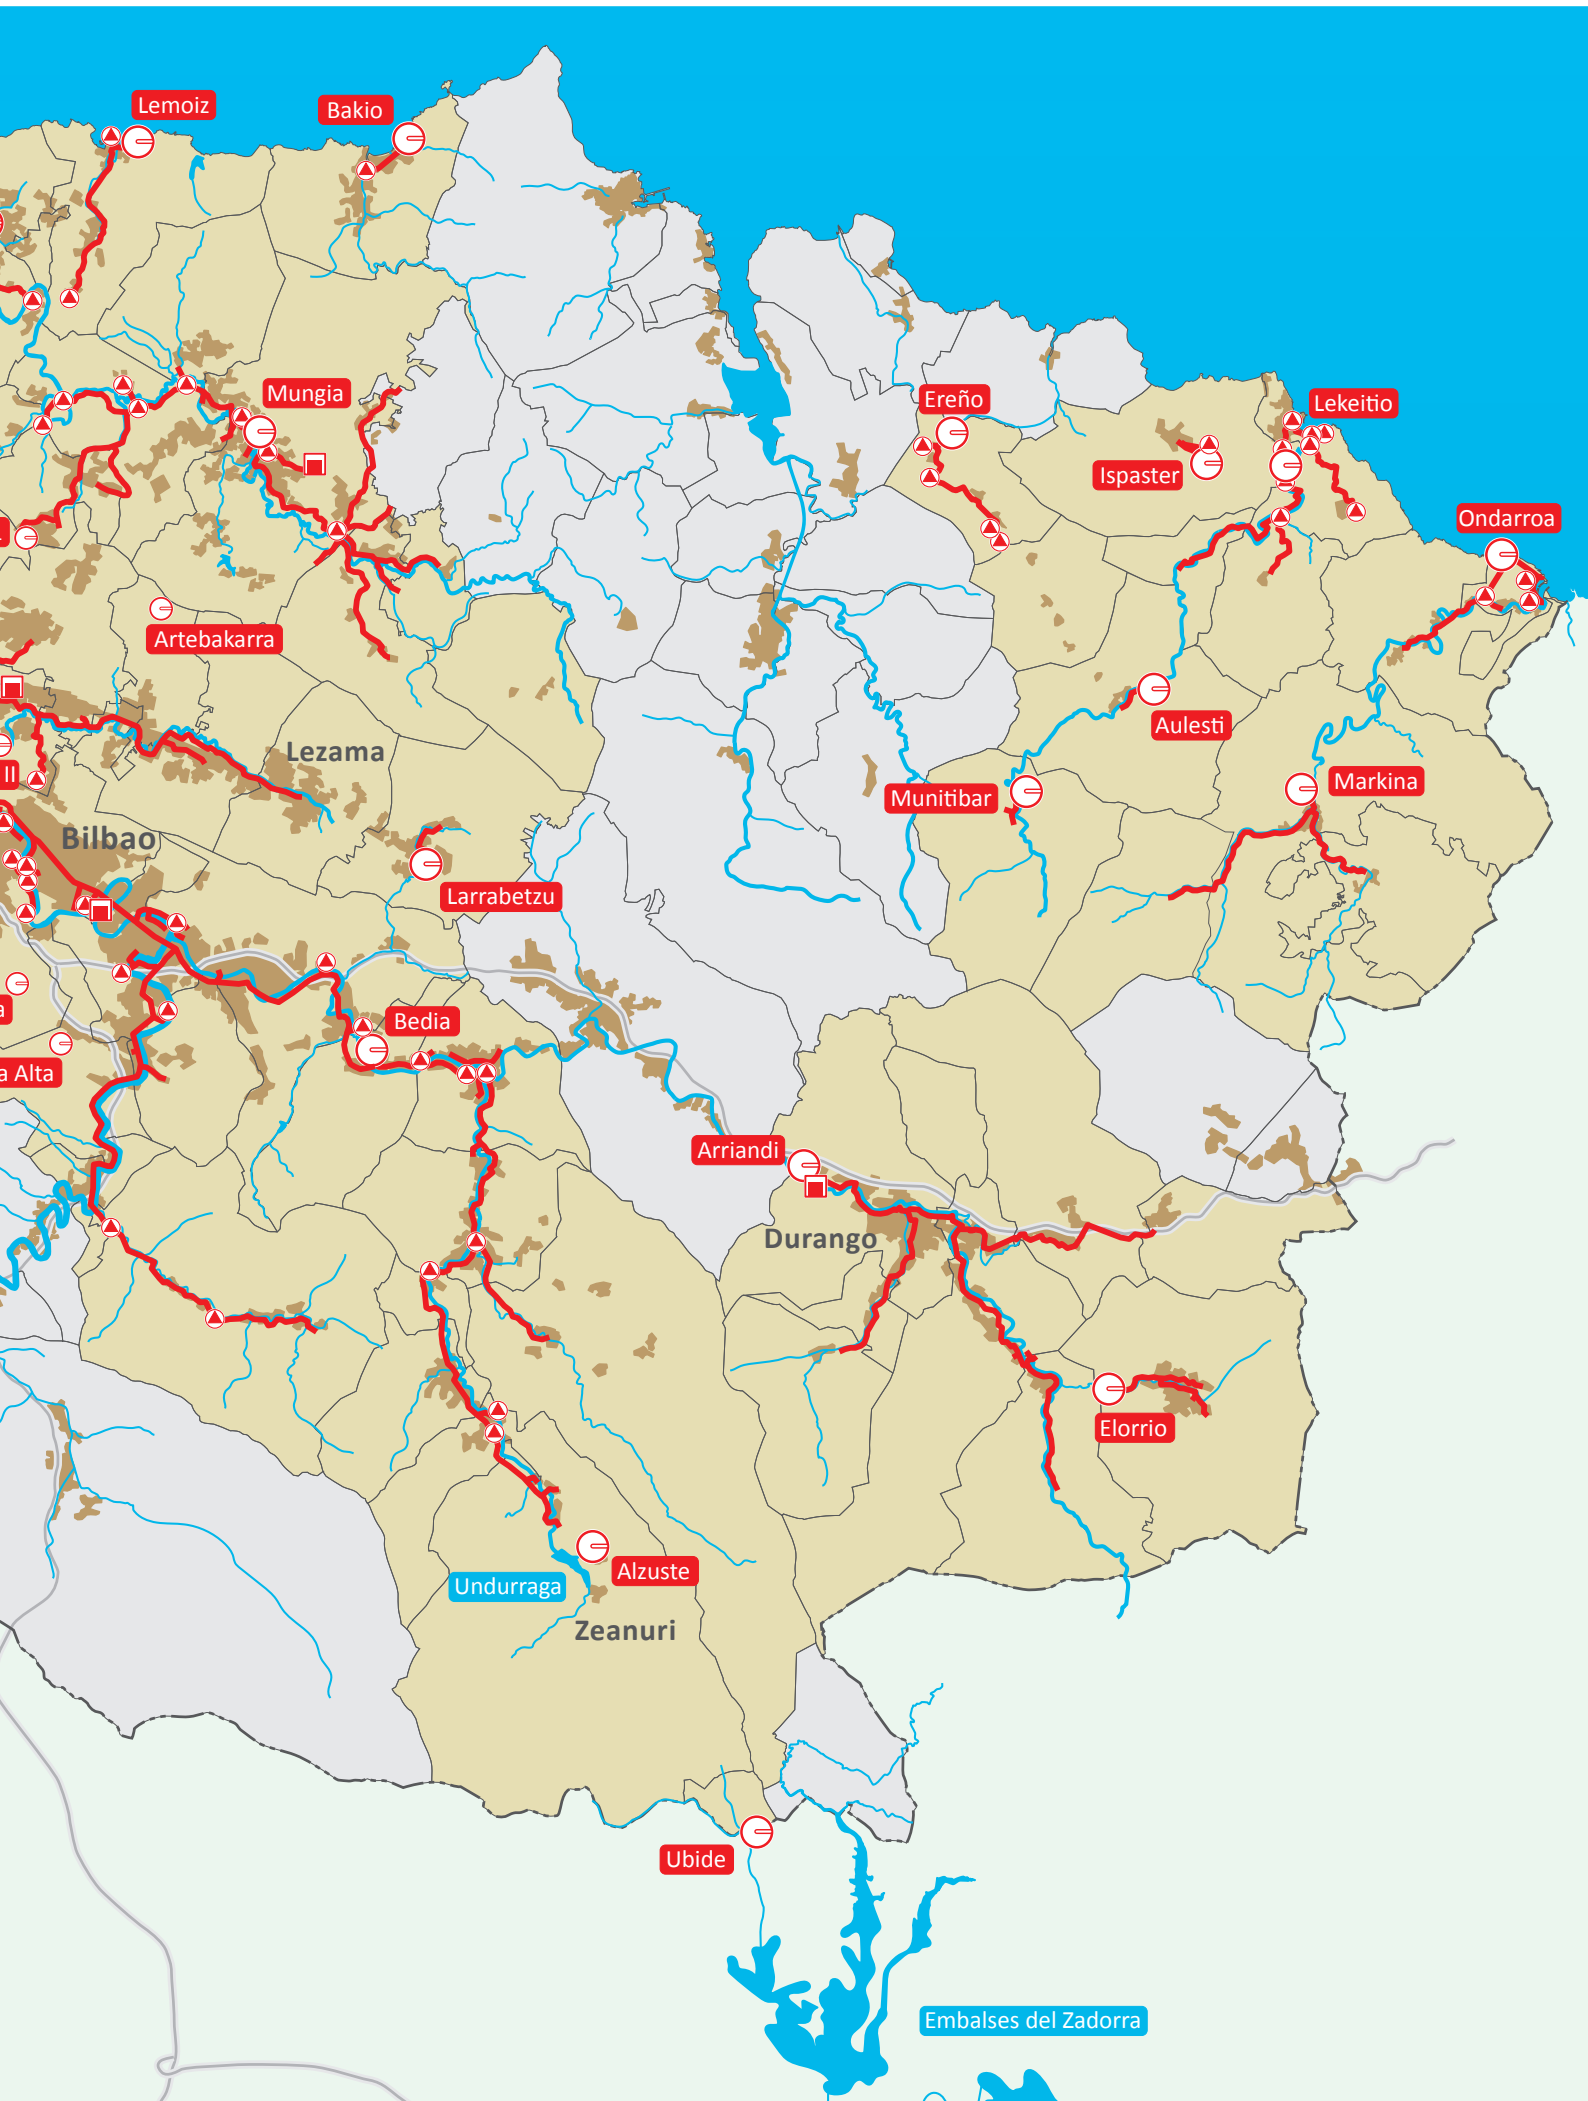 Lemoiz
Bakio
Mungia
Ereño
Lekeitio
Ispaster
Ondarroa
Artebakarra
Aulesti
Lezama
Munitibar
Markina
II
Bilbao
Larrabetzu
Bedia
a
a Alta
Arriandi
Durango
Elorrio
Alzuste
Undurraga
Zeanuri
Ubide
Embalses del Zadorra